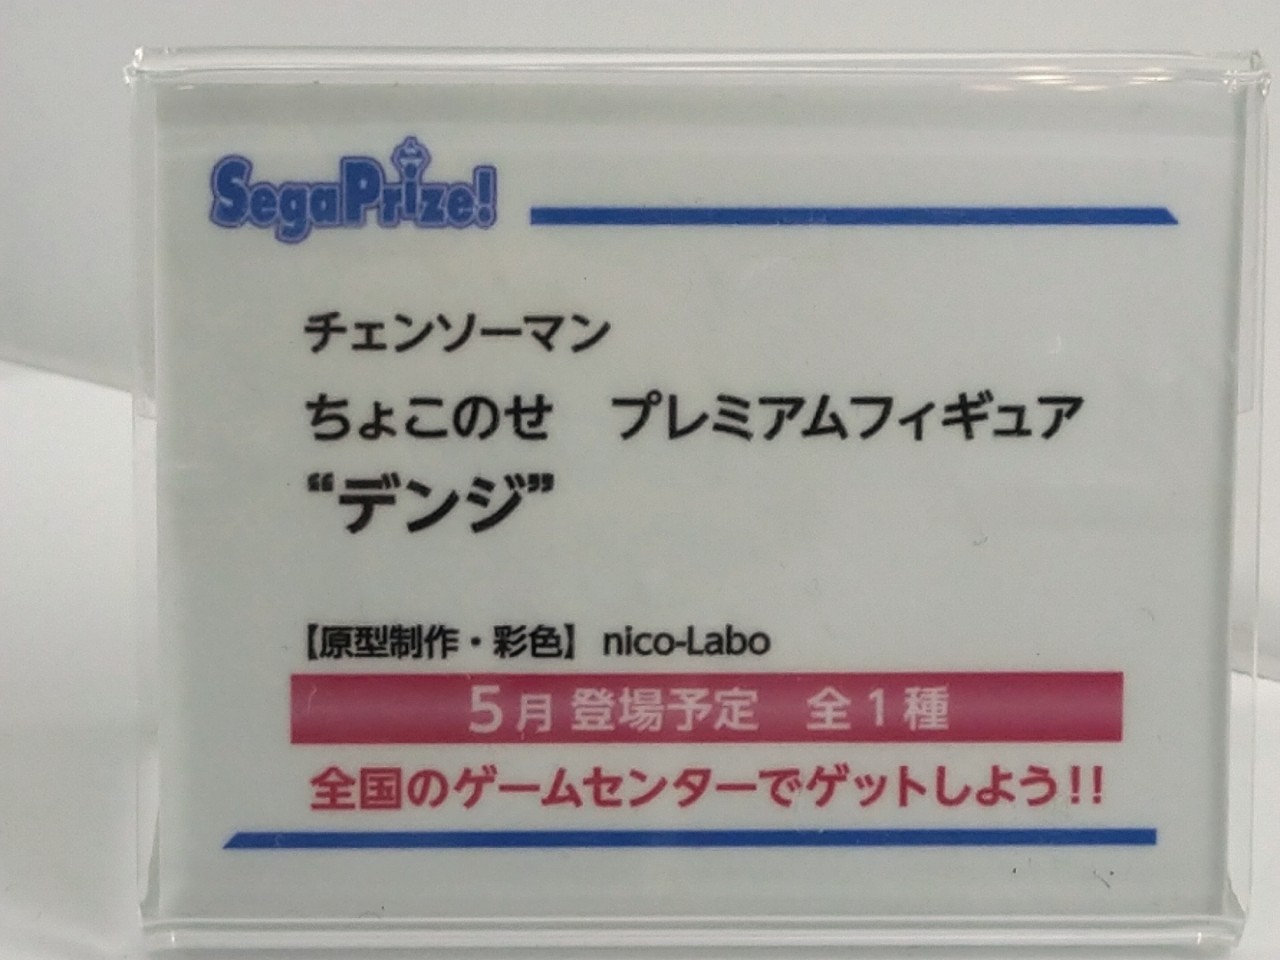 SegaPrize!
チェンソーマン
ちょこのせ　プレミアムフィギュア
“デンジ”
【原型制作・彩色】 nico-Labo
5月 登場予定　全1種
全国のゲームセンターでゲットしよう!!